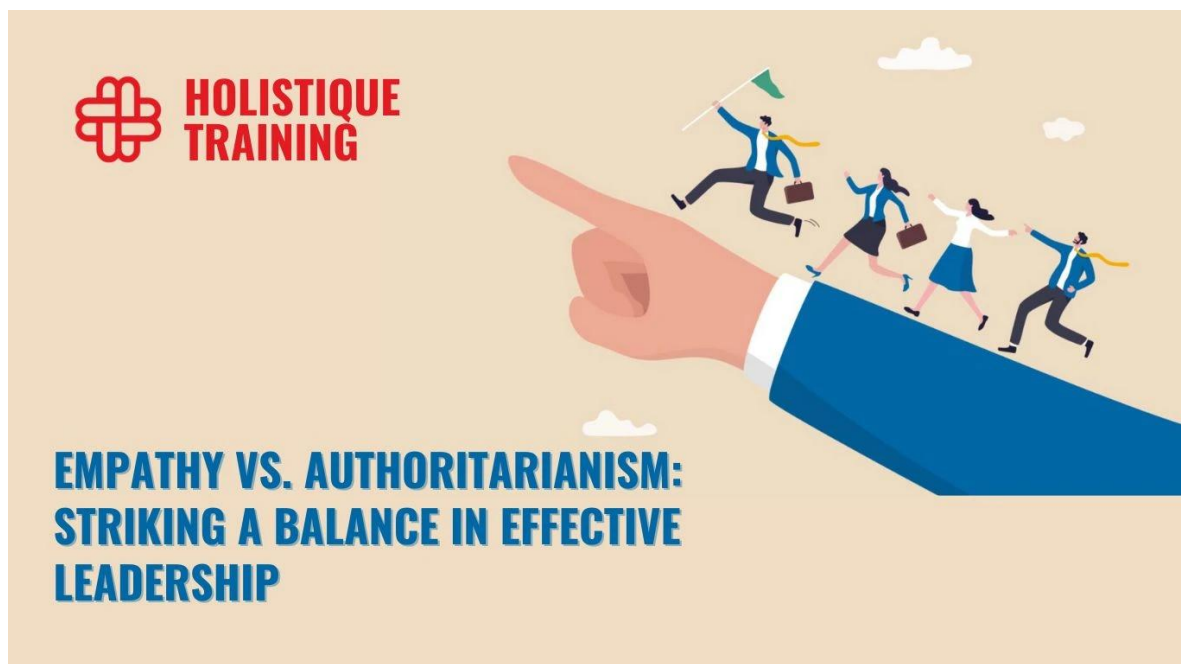 HOLISTIQUE
TRAINING
EMPATHY VS. AUTHORITARIANISM:
STRIKING A BALANCE IN EFFECTIVE
LEADERSHIP